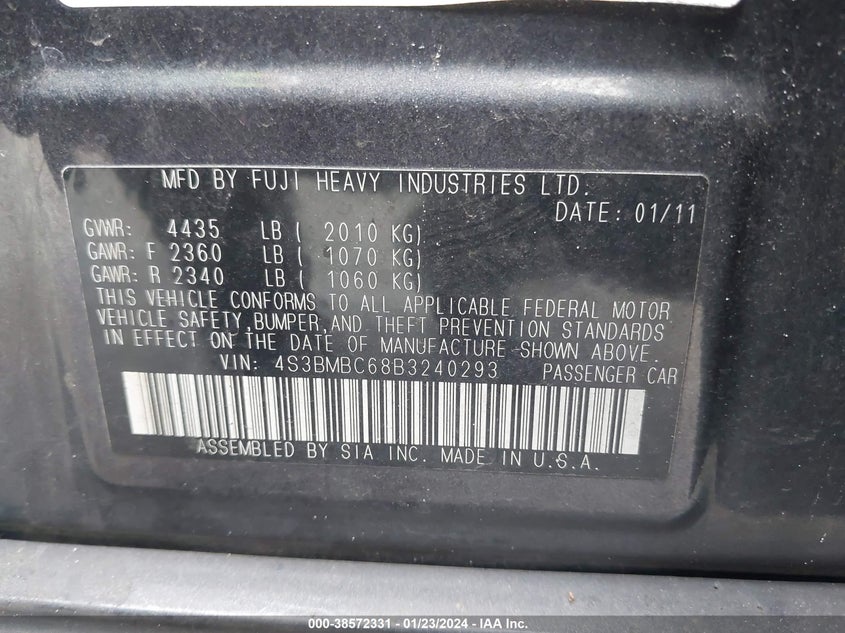 MFD BY FUJI HEAVY INDUSTRIES LTD.
DATE: 01/11
GVWR: 4435 LB ( 2010 KG)
GAWR: F 2360 LB ( 1070 KG)
GAWR: R 2340 LB ( 1060 KG)
THIS VEHICLE CONFORMS TO ALL APPLICABLE FEDERAL MOTOR
VEHICLE SAFETY,BUMPER,AND THEFT PREVENTION STANDARDS
IN EFFECT ON THE DATE OF MANUFACTURE SHOWN ABOVE.
VIN: 4S3BMBC68B3240293 PASSENGER CAR
ASSEMBLED BY SIA INC. MADE IN U.S.A.
000-38572331 - 01/23/2024 - IAA Inc.